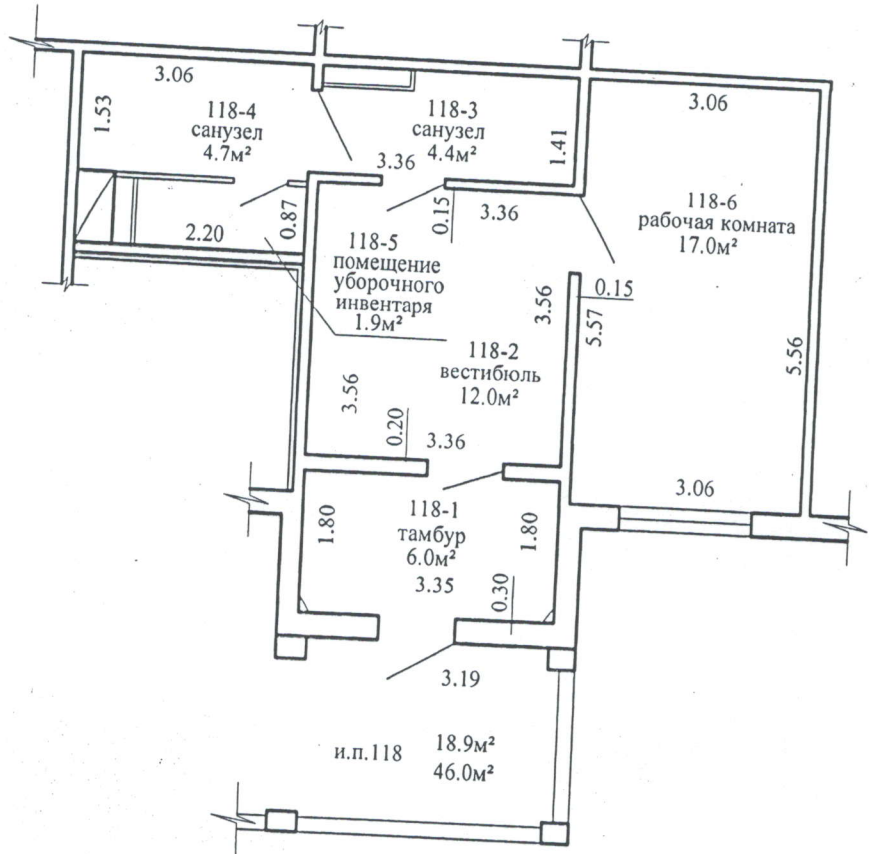 3.06
1.53
118-4
санузел
4.7м²
118-3
санузел
4.4м²
1.41
3.36
3.06
118-6
рабочая комната
17.0м²
0.87
2.20
0.15
3.36
118-5
помещение
уборочного
инвентаря
1.9м²
0.15
3.56
5.57
5.56
118-2
вестибюль
12.0м²
3.56
0.20
3.36
3.06
118-1
тамбур
6.0м²
1.80
1.80
3.35
0.30
3.19
и.п.118
18.9м²
46.0м²